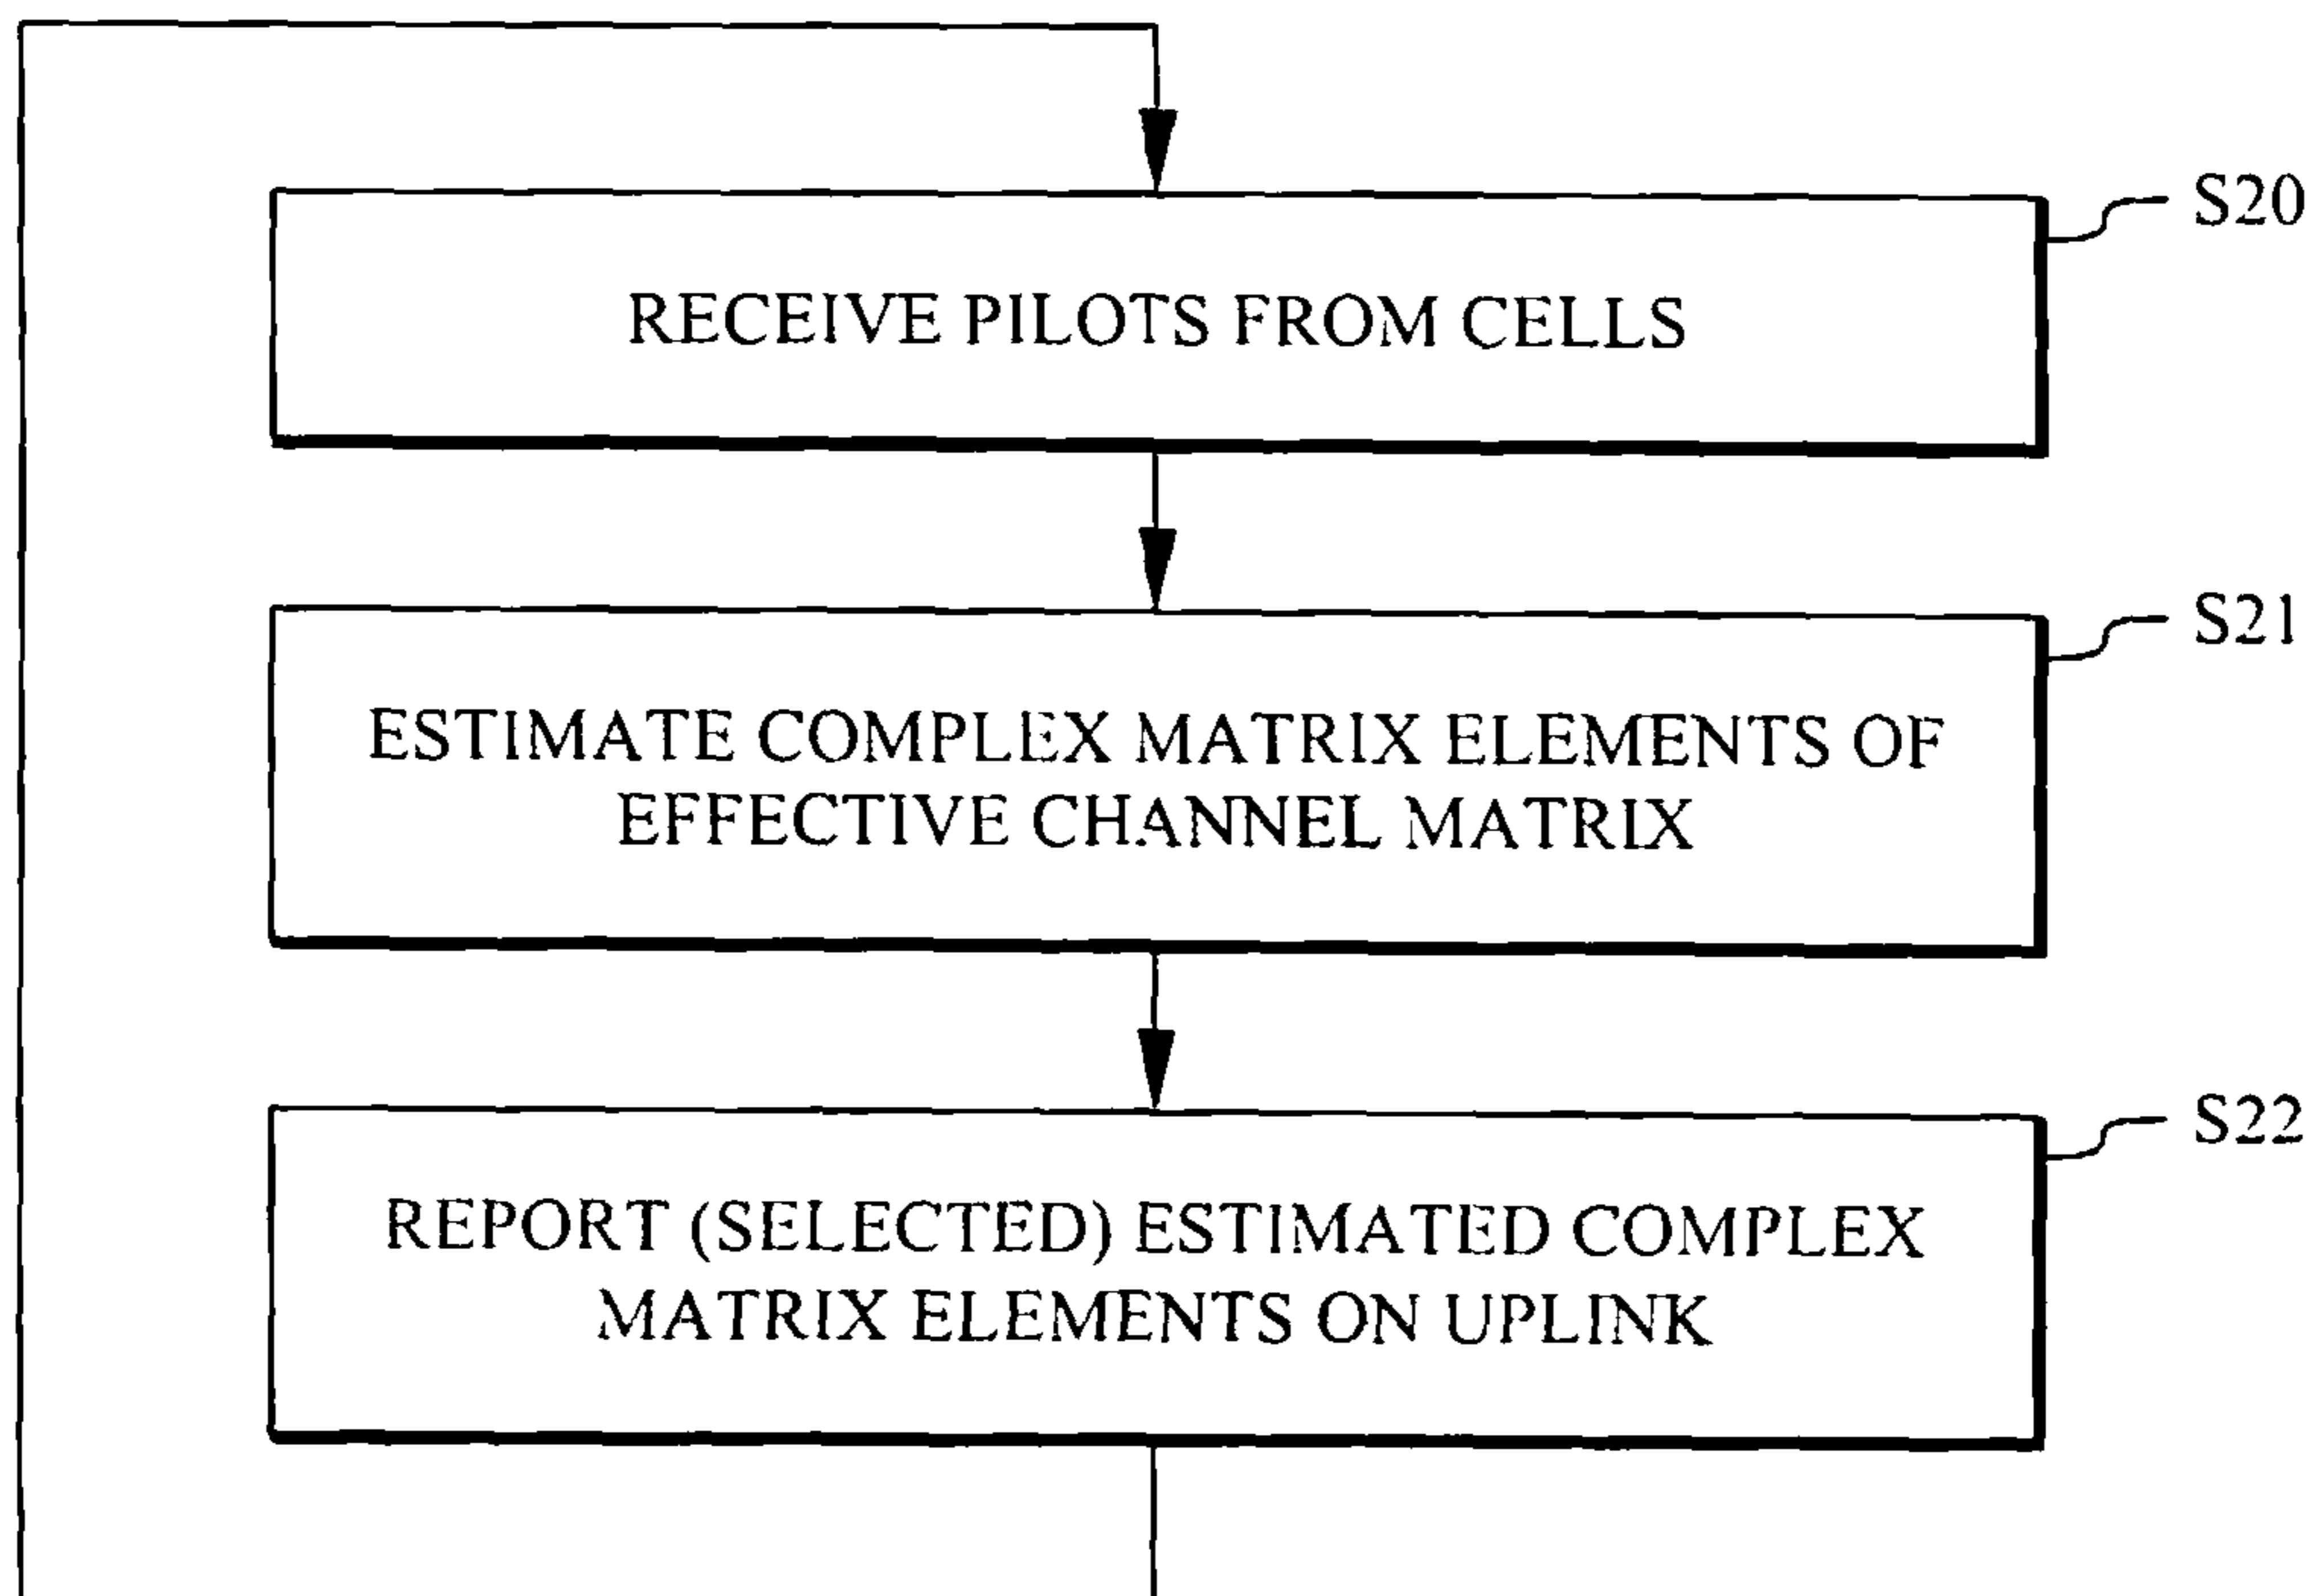 S20
RECEIVE PILOTS FROM CELLS
S21
ESTIMATE COMPLEX MATRIX ELEMENTS OF
EFFECTIVE CHANNEL MATRIX
S22
REPORT (SELECTED) ESTIMATED COMPLEX
MATRIX ELEMENTS ON UPLINK